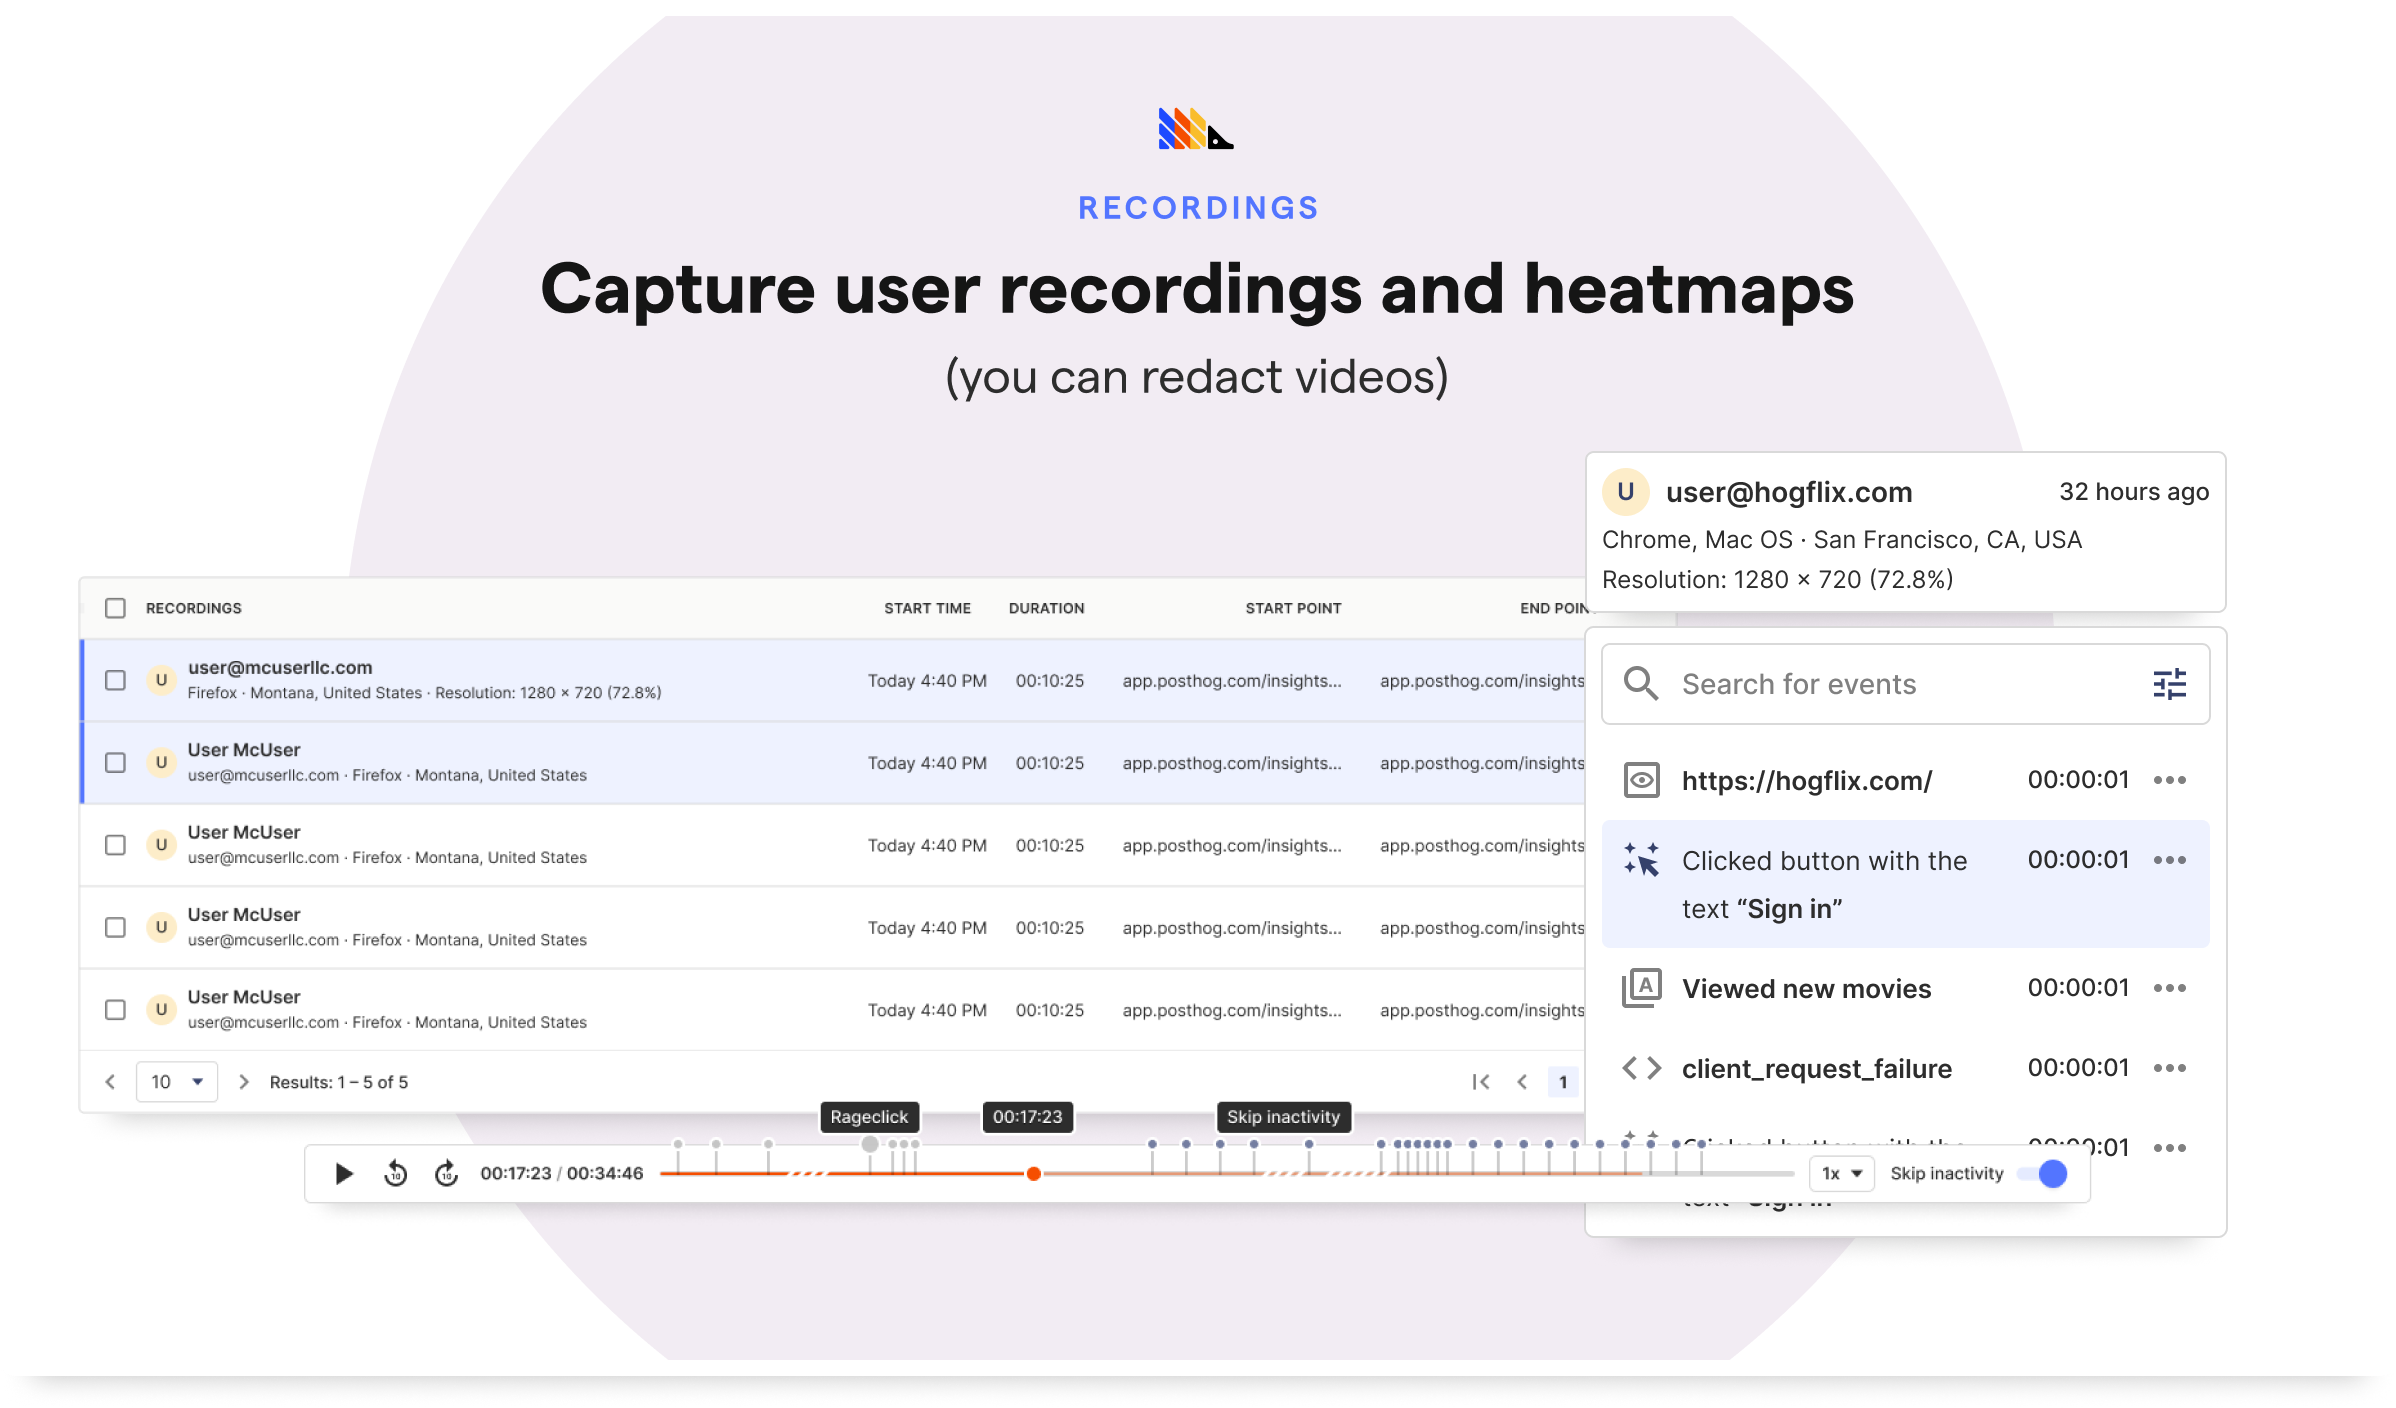 RECORDINGS
Capture user recordings and heatmaps
(you can redact videos)
U user@hogflix.com 32 hours ago
Chrome, Mac OS · San Francisco, CA, USA
Resolution: 1280 × 720 (72.8%)
RECORDINGS START TIME DURATION START POINT END POINT
U user@mcuserllc.com
Firefox · Montana, United States · Resolution: 1280 × 720 (72.8%)
Today 4:40 PM 00:10:25 app.posthog.com/insights... app.posthog.com/insights
U User McUser
user@mcuserllc.com · Firefox · Montana, United States
Today 4:40 PM 00:10:25 app.posthog.com/insights... app.posthog.com/insights
U User McUser
user@mcuserllc.com · Firefox · Montana, United States
Today 4:40 PM 00:10:25 app.posthog.com/insights... app.posthog.com/insights
U User McUser
user@mcuserllc.com · Firefox · Montana, United States
Today 4:40 PM 00:10:25 app.posthog.com/insights... app.posthog.com/insights
U User McUser
user@mcuserllc.com · Firefox · Montana, United States
Today 4:40 PM 00:10:25 app.posthog.com/insights... app.posthog.com/insights
10 Results: 1 – 5 of 5 1
Search for events
https://hogflix.com/ 00:00:01
Clicked button with the 00:00:01
text “Sign in”
A Viewed new movies 00:00:01
client_request_failure 00:00:01
Clicked button with the :01
text “Sign in”
Rageclick 00:17:23 Skip inactivity
10 10 00:17:23 / 00:34:46 1x Skip inactivity